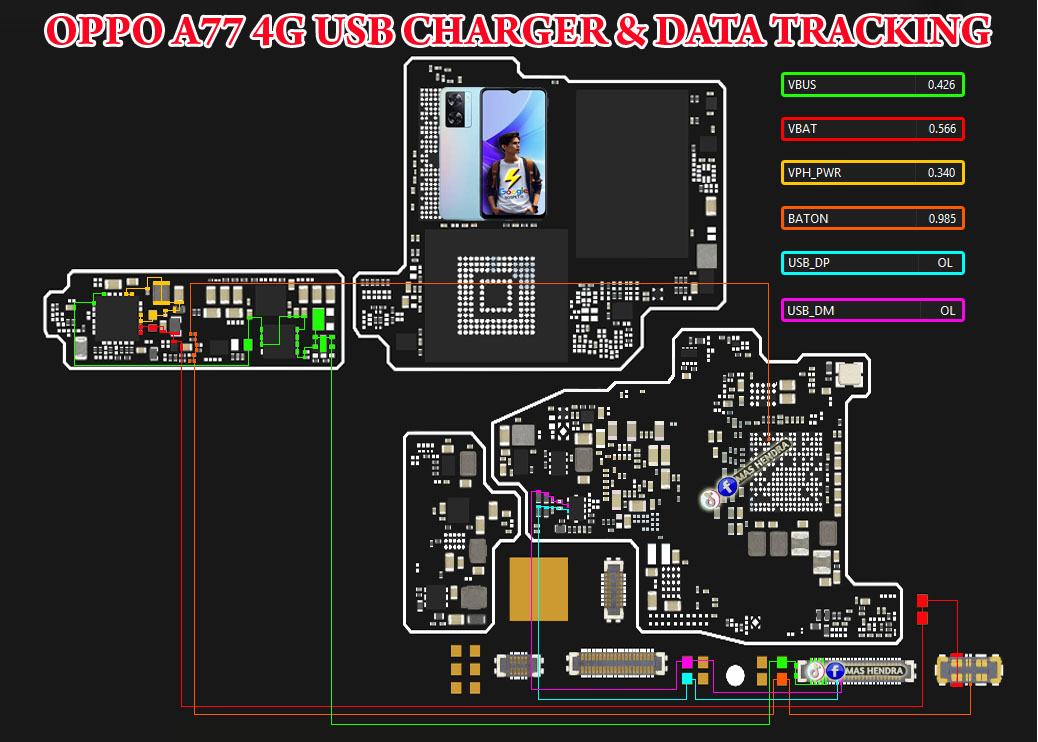 OPPO A77 4G USB CHARGER & DATA TRACKING
VBUS 0.426
VBAT 0.566
VPH_PWR 0.340
BATON 0.985
USB_DP OL
USB_DM OL
Google
MAS HENDRA
MAS HENDRA